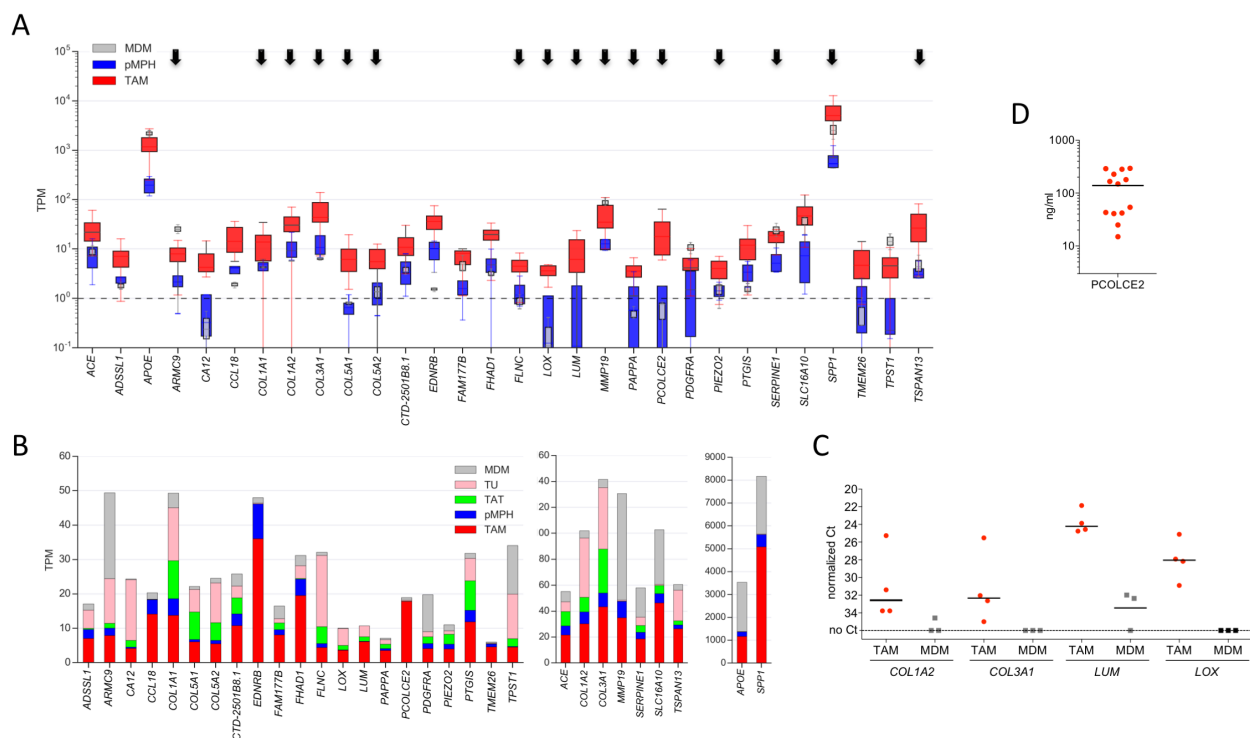 A
TPM
10^5
10^4
10^3
10^2
10^1
10^0
10^-1
MDM
pMPH
TAM
ACE
ADSSL1
APOE
ARMC9
CA12
CCL18
COL1A1
COL1A2
COL3A1
COL5A1
COL5A2
CTD-2501B8.1
EDNRB
FAM177B
FHAD1
FLNC
LOX
LUM
MMP19
PAPPA
PCOLCE2
PDGFRA
PIEZO2
PTGIS
SERPINE1
SLC16A10
SPP1
TMEM26
TPST1
TSPAN13
D
ng/ml
1000
100
10
PCOLCE2
B
TPM
60
50
40
30
20
10
0
MDM
TU
TAT
pMPH
TAM
ADSSL1
ARMC9
CA12
CCL18
COL1A1
COL5A1
COL5A2
CTD-2501B8.1
EDNRB
FAM177B
FHAD1
FLNC
LOX
LUM
PAPPA
PCOLCE2
PDGFRA
PIEZO2
PTGIS
TMEM26
TPST1
60
40
20
00
80
60
40
20
0
ACE
COL1A2
COL3A1
MMP19
SERPINE1
SLC16A10
TSPAN13
9000
8000
7000
6000
5000
4000
3000
2000
1000
0
APOE
SPP1
C
normalized Ct
20
22
24
26
28
30
32
34
no Ct
TAM MDM TAM MDM TAM MDM TAM MDM
COL1A2 COL3A1 LUM LOX